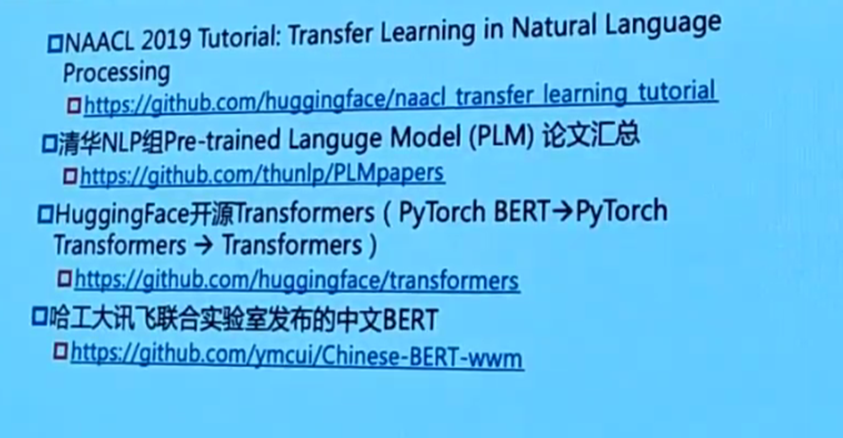 NAACL 2019 Tutorial: Transfer Learning in Natural Language
Processing
https://github.com/huggingface/naacl_transfer_learning_tutorial
清华NLP组Pre-trained Languge Model (PLM) 论文汇总
https://github.com/thunlp/PLMpapers
HuggingFace开源Transformers ( PyTorch BERT→PyTorch
Transformers → Transformers )
https://github.com/huggingface/transformers
哈工大讯飞联合实验室发布的中文BERT
https://github.com/ymcui/Chinese-BERT-wwm